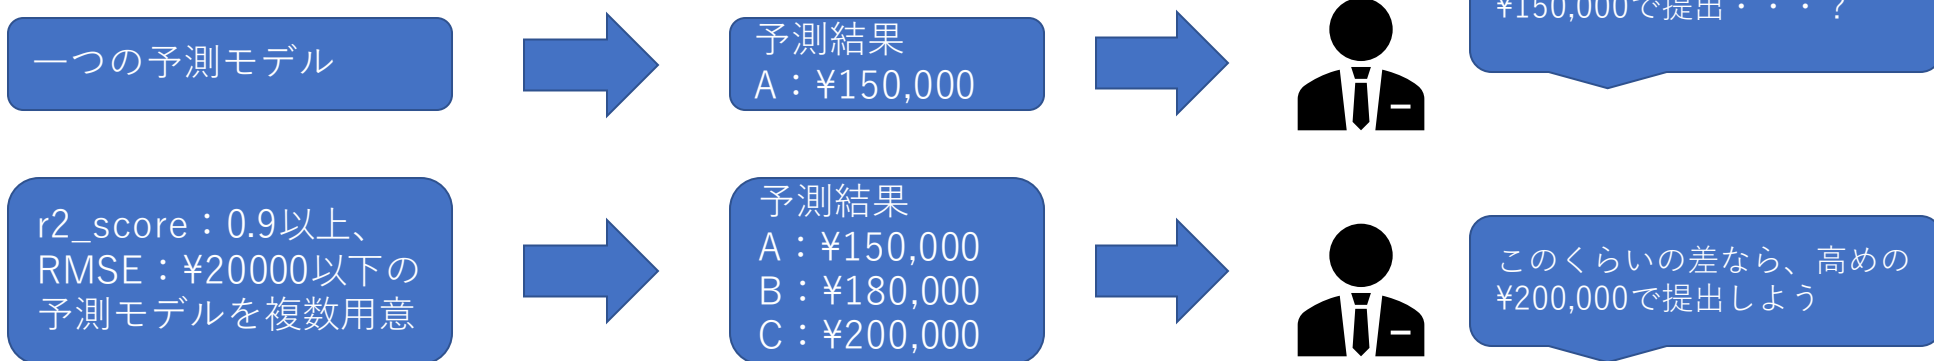 一つの予測モデル
予測結果
A：¥150,000
¥150,000で提出・・・？
r2_score：0.9以上、
RMSE：¥20000以下の
予測モデルを複数用意
予測結果
A：¥150,000
B：¥180,000
C：¥200,000
このくらいの差なら、高めの
¥200,000で提出しよう